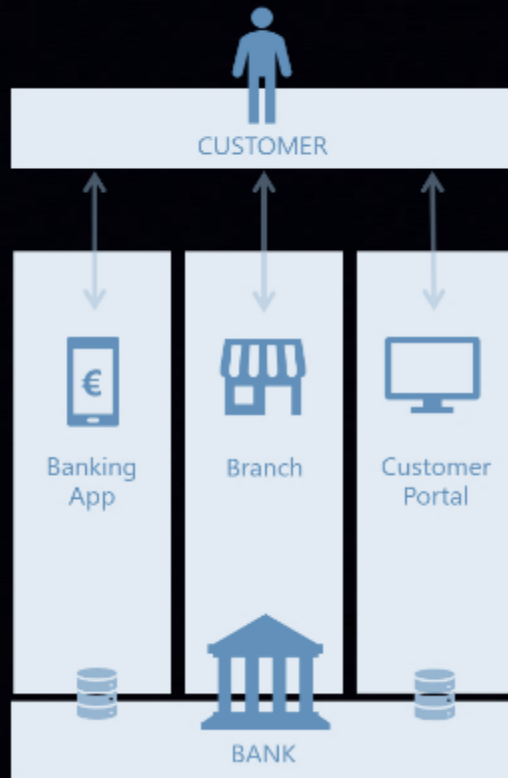 CUSTOMER
€
Banking
App
Branch
Customer
Portal
BANK